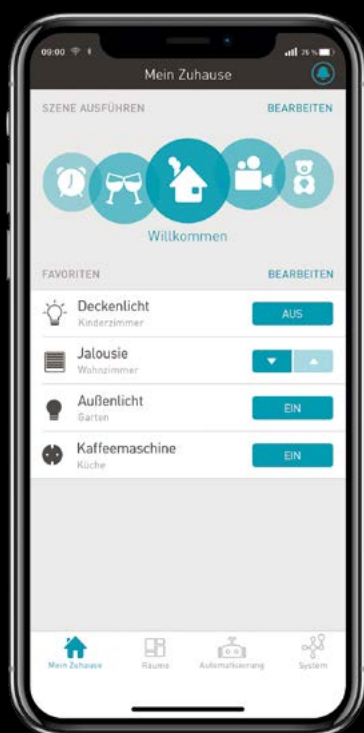 09:00 75 %
Mein Zuhause
SZENE AUSFÜHREN BEARBEITEN
Willkommen
FAVORITEN BEARBEITEN
Deckenlicht
Kinderzimmer
AUS
Jalousie
Wohnzimmer
Außenlicht
Garten
EIN
Kaffeemaschine
Küche
EIN
Mein Zuhause Räume Automatisierung System